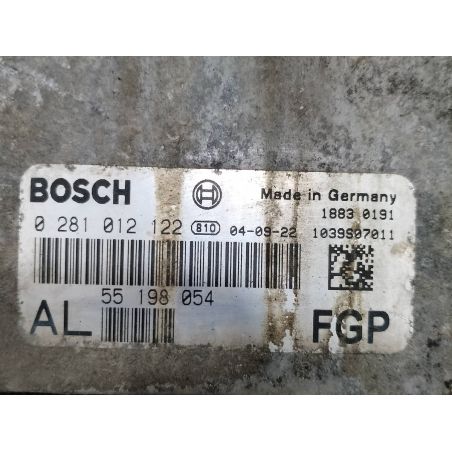 BOSCH Made in Germany
1883 0191
0 281 012 122 810 04-09-22 1039S07011
55 198 054
AL FGP